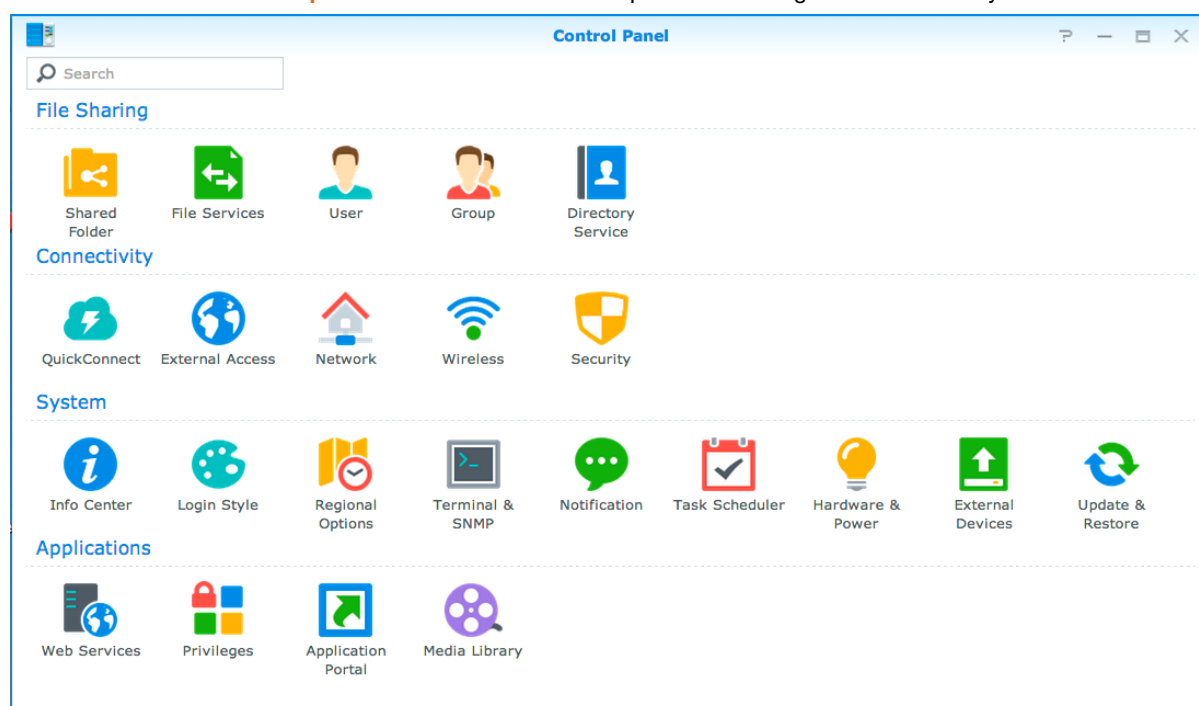 Control Panel
Search
File Sharing
Shared Folder
File Services
User
Group
Directory Service
Connectivity
QuickConnect
External Access
Network
Wireless
Security
System
Info Center
Login Style
Regional Options
Terminal & SNMP
Notification
Task Scheduler
Hardware & Power
External Devices
Update & Restore
Applications
Web Services
Privileges
Application Portal
Media Library